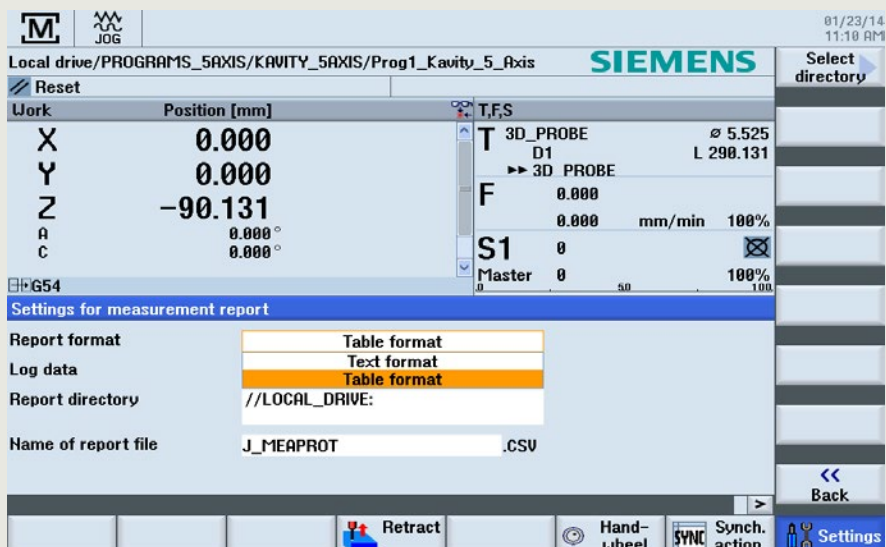 M
JOG
01/23/14
11:10 AM
Local drive/PROGRAMS_5AXIS/KAVITY_5AXIS/Prog1_Kavity_5_Axis
SIEMENS
Select
directory
Reset
Work Position [mm]
T,F,S
X 0.000
Y 0.000
Z -90.131
A 0.000°
C 0.000°
G54
T 3D_PROBE ø 5.525
D1 L 290.131
3D_PROBE
F 0.000
0.000 mm/min 100%
S1 0
Master 0 100%
0 50 100
Settings for measurement report
Report format Table format
Text format
Log data
Table format
Report directory //LOCAL_DRIVE:
Name of report file J_MEAPROT .CSV
<<
Back
>
Retract
Hand-
wheel
SYNC Synch.
action
Settings